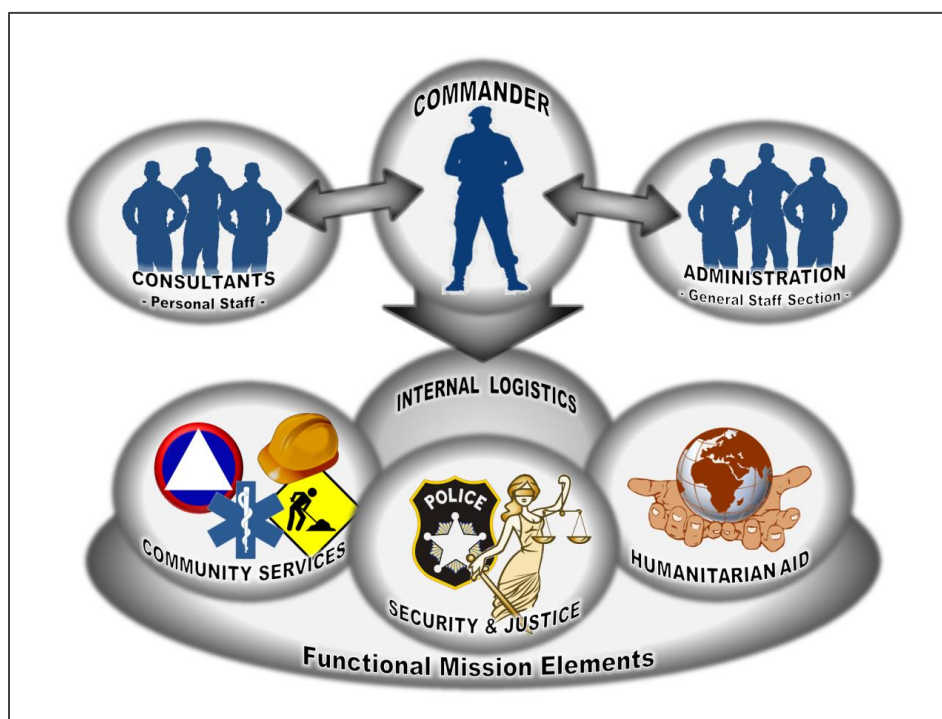 COMMANDER
CONSULTANTS
- Personal Staff -
ADMINISTRATION
- General Staff Section -
INTERNAL LOGISTICS
COMMUNITY SERVICES
POLICE
SECURITY & JUSTICE
HUMANITARIAN AID
Functional Mission Elements